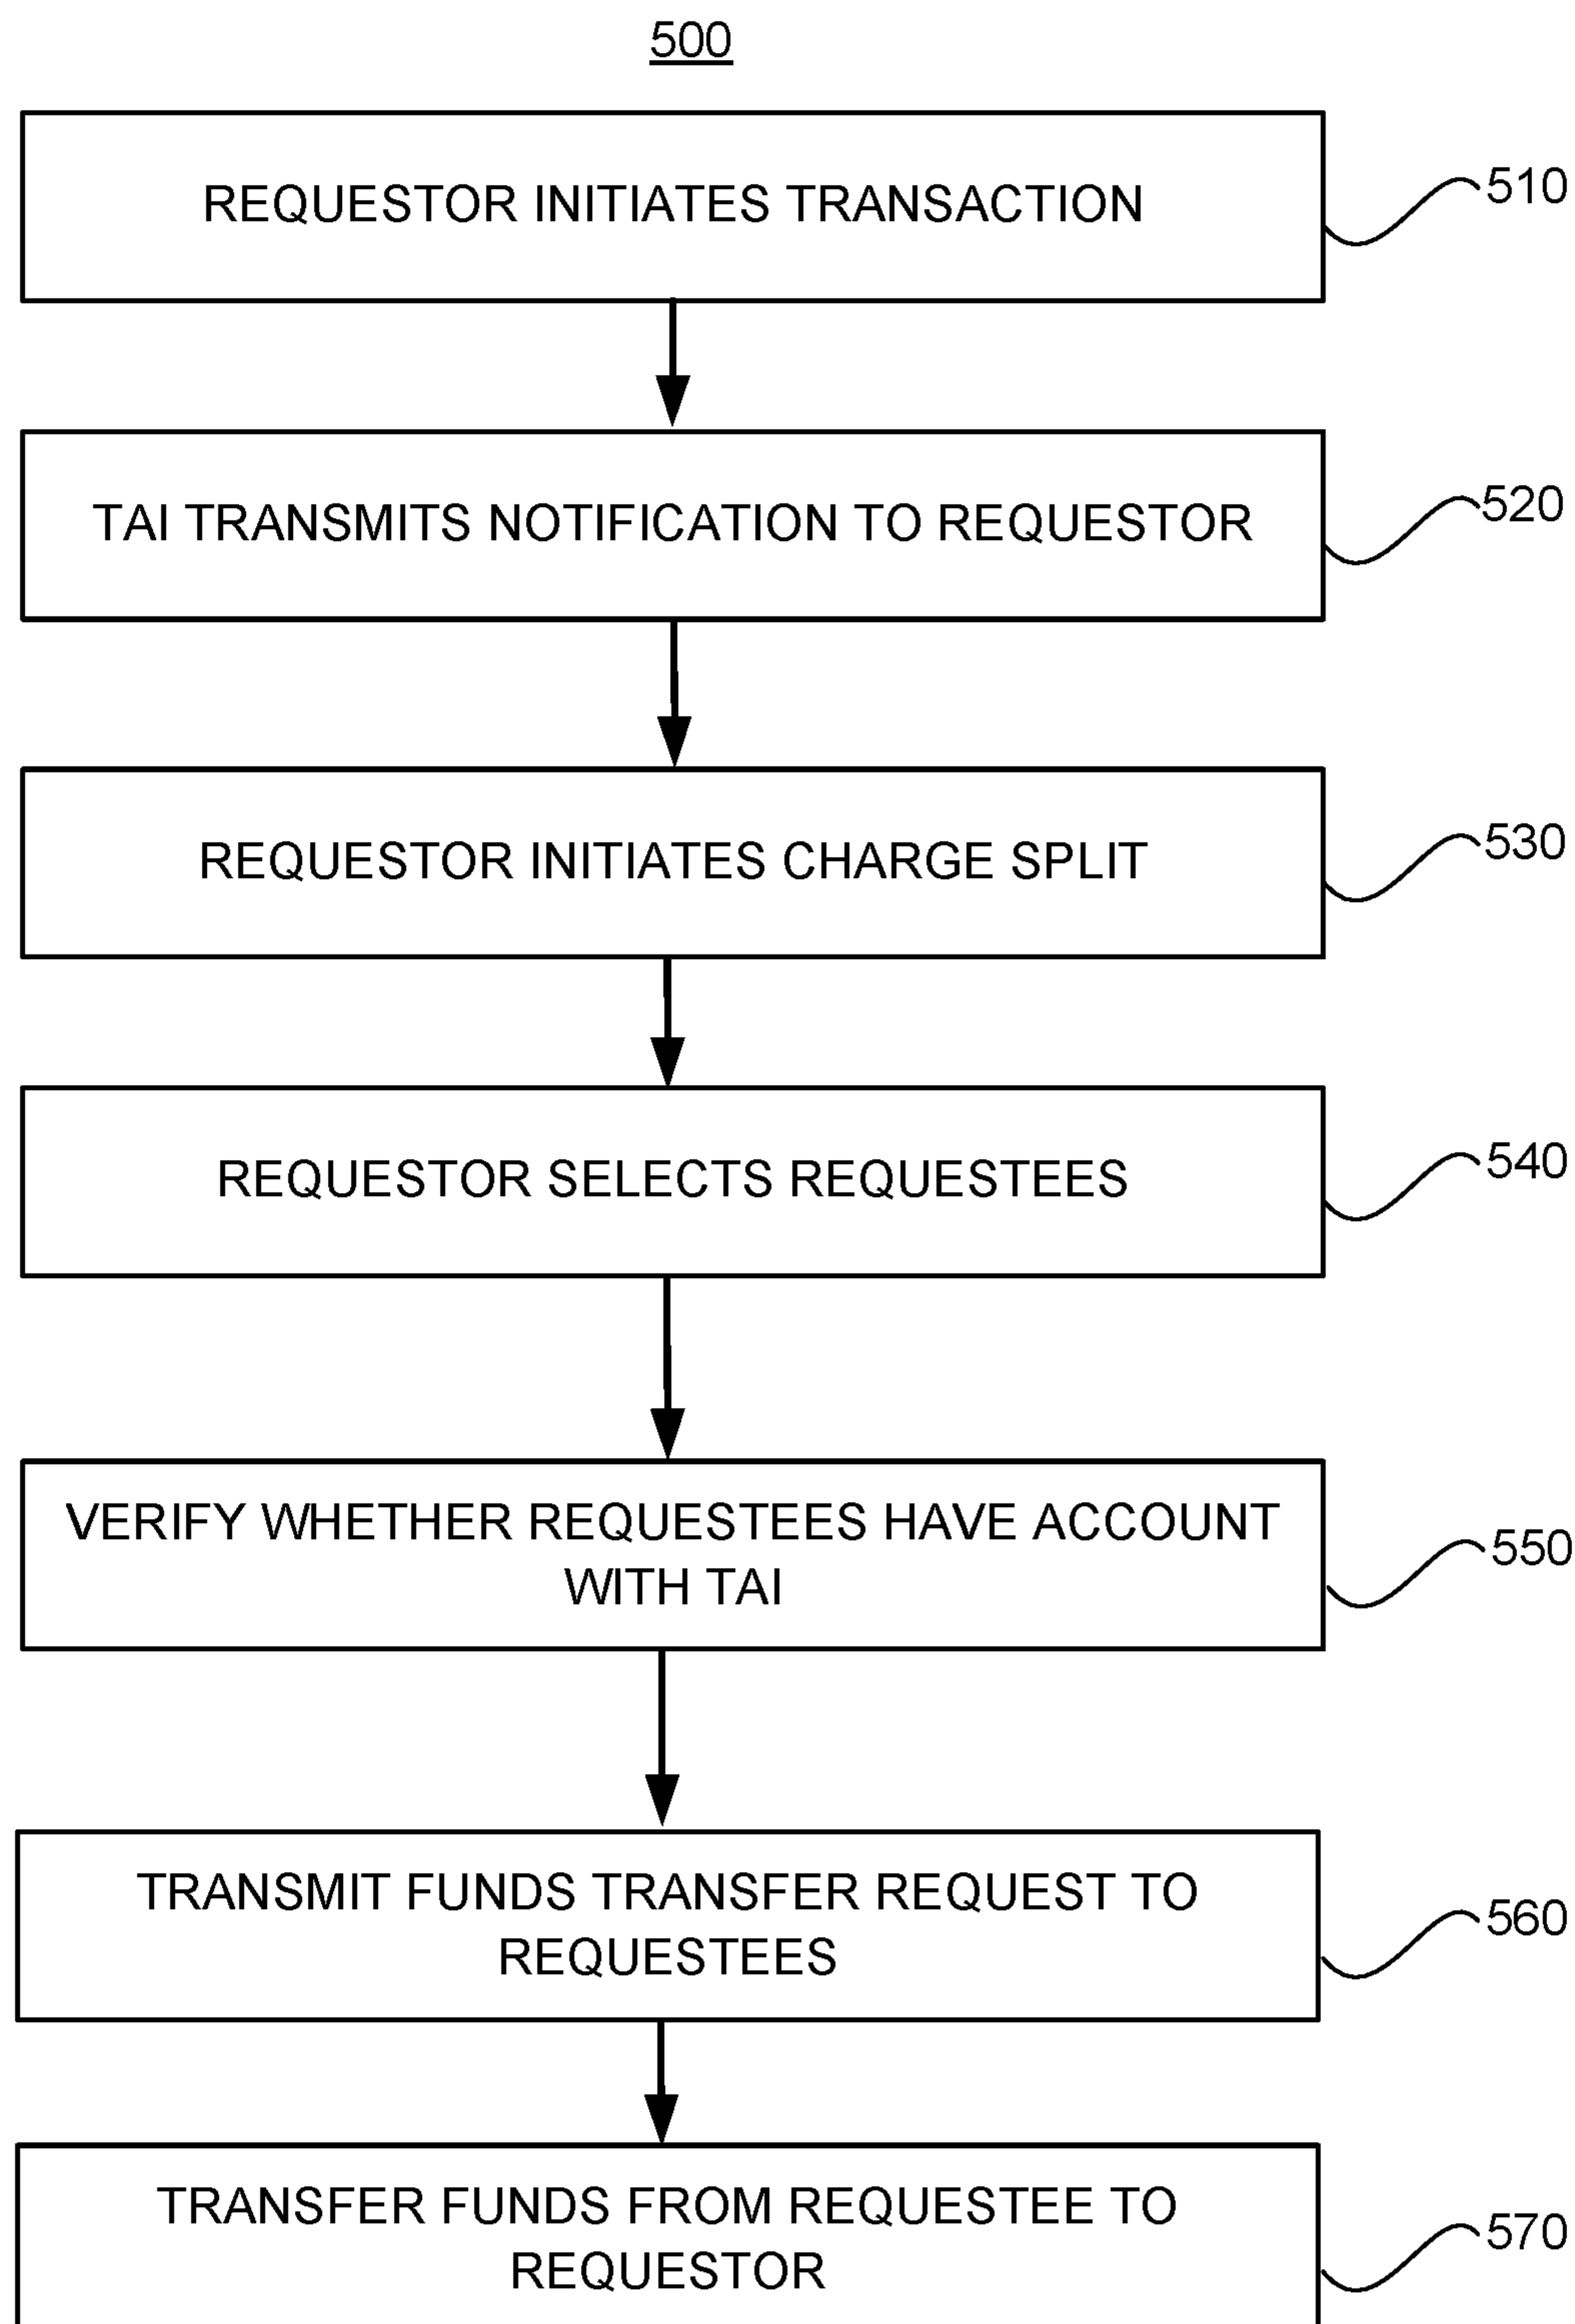 500
REQUESTOR INITIATES TRANSACTION
510
TAI TRANSMITS NOTIFICATION TO REQUESTOR
520
REQUESTOR INITIATES CHARGE SPLIT
530
REQUESTOR SELECTS REQUESTEES
540
VERIFY WHETHER REQUESTEES HAVE ACCOUNT
WITH TAI
550
TRANSMIT FUNDS TRANSFER REQUEST TO
REQUESTEES
560
TRANSFER FUNDS FROM REQUESTEE TO
REQUESTOR
570